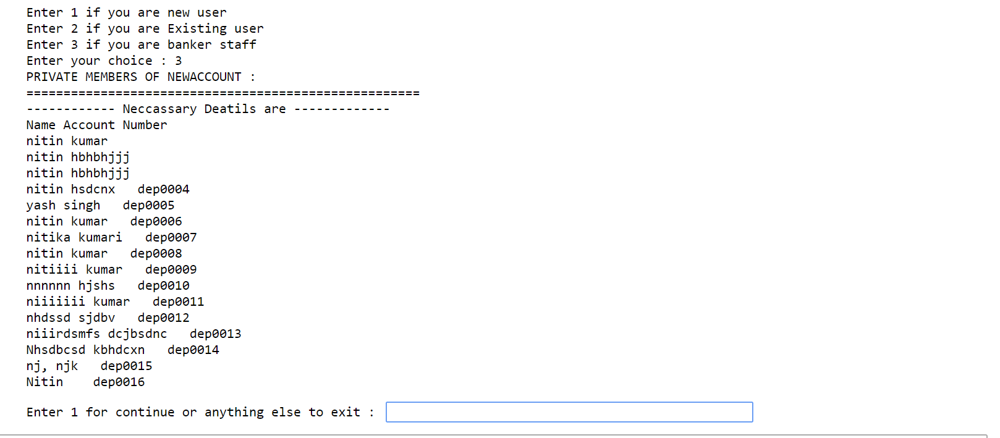 Enter 1 if you are new user
Enter 2 if you are Existing user
Enter 3 if you are banker staff
Enter your choice : 3
PRIVATE MEMBERS OF NEWACCOUNT :
=====================================================
------------ Neccassary Deatils are -------------
Name Account Number
nitin kumar
nitin hbhbhjjj
nitin hbhbhjjj
nitin hsdcnx   dep0004
yash singh   dep0005
nitin kumar   dep0006
nitika kumari   dep0007
nitin kumar   dep0008
nitiiii kumar   dep0009
nnnnnn hjshs   dep0010
niiiiiii kumar   dep0011
nhdssd sjdbv   dep0012
niiirdsmfs dcjbsdnc   dep0013
Nhsdbcsd kbhdcxn   dep0014
nj, njk   dep0015
Nitin    dep0016
Enter 1 for continue or anything else to exit :